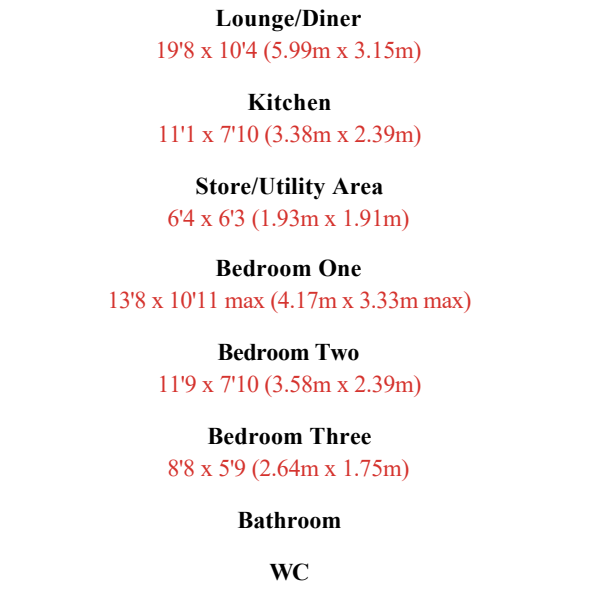 Lounge/Diner
19'8 x 10'4 (5.99m x 3.15m)
Kitchen
11'1 x 7'10 (3.38m x 2.39m)
Store/Utility Area
6'4 x 6'3 (1.93m x 1.91m)
Bedroom One
13'8 x 10'11 max (4.17m x 3.33m max)
Bedroom Two
11'9 x 7'10 (3.58m x 2.39m)
Bedroom Three
8'8 x 5'9 (2.64m x 1.75m)
Bathroom
WC